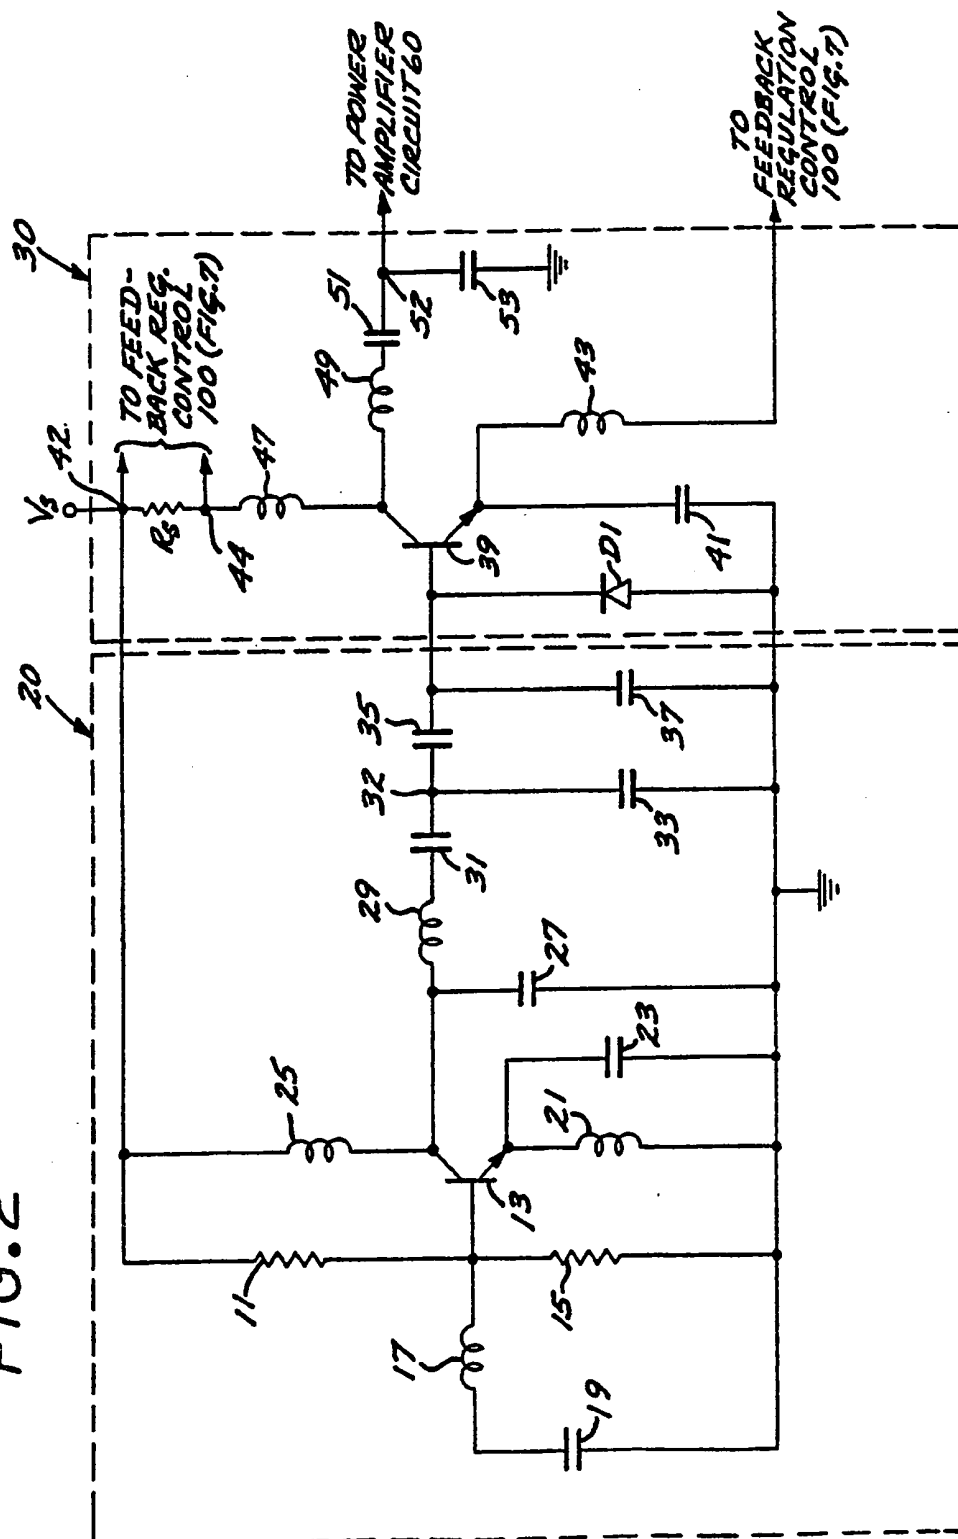 FIG. 2
20
30
Vs
42
TO FEED-
BACK REG.
CONTROL
100 (FIG. 7)
Rs
44
47
49
51
TO POWER
AMPLIFIER
CIRCUIT 60
52
53
39
43
D1
41
TO
FEEDBACK
REGULATION
CONTROL
100 (FIG. 7)
11
25
29
31
32
35
17
13
27
33
37
15
21
23
19